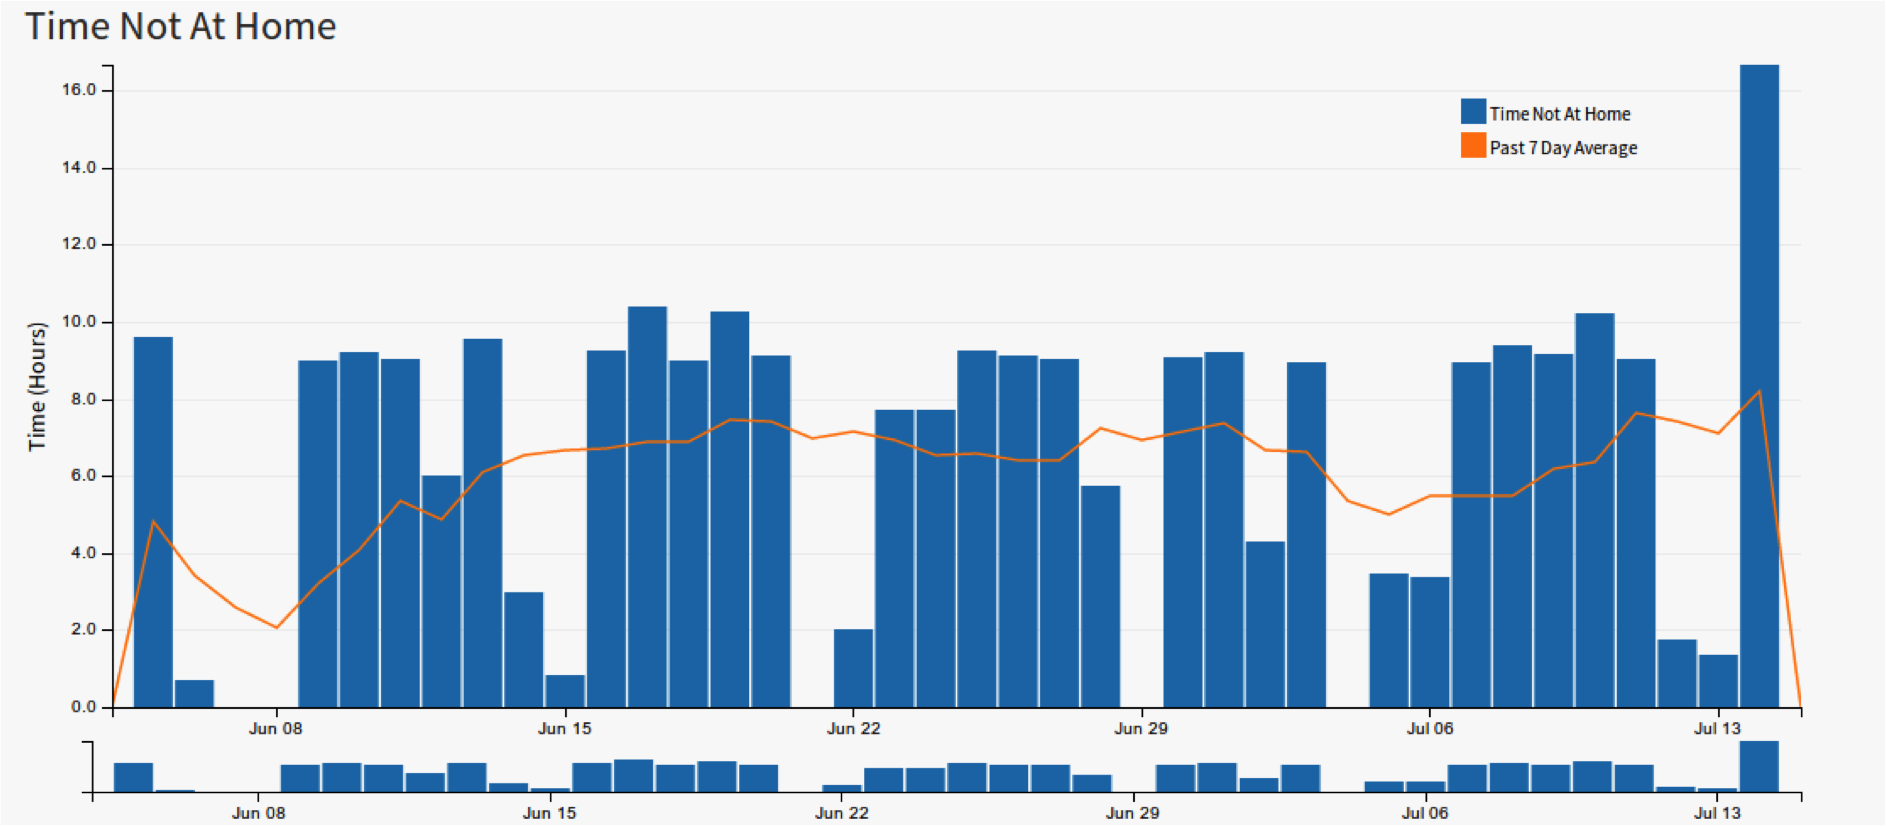 Time Not At Home
16.0
14.0
12.0
10.0
8.0
6.0
4.0
2.0
0.0
Time (Hours)
Time Not At Home
Past 7 Day Average
Jun 08 Jun 15 Jun 22 Jun 29 Jul 06 Jul 13
Jun 08 Jun 15 Jun 22 Jun 29 Jul 06 Jul 13